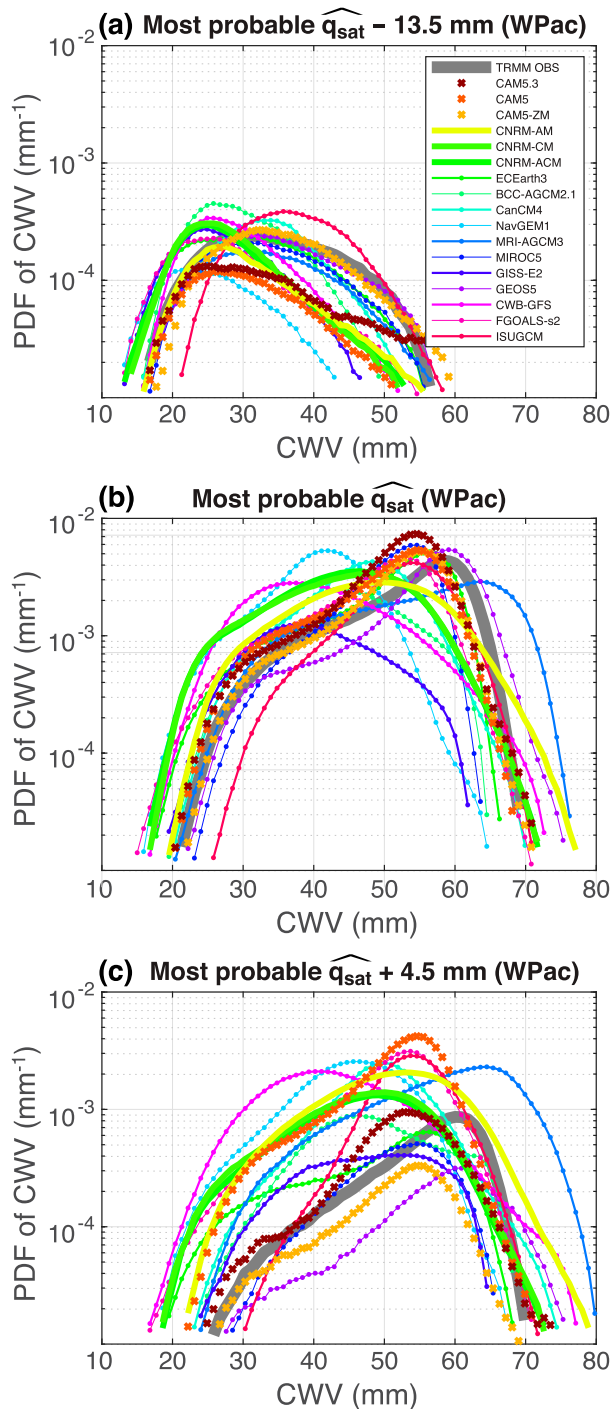 (a) Most probable q_sat − 13.5 mm (WPac)
10^-2
10^-3
10^-4
PDF of CWV (mm^-1)
TRMM OBS
CAM5.3
CAM5
CAM5-ZM
CNRM-AM
CNRM-CM
CNRM-ACM
ECEarth3
BCC-AGCM2.1
CanCM4
NavGEM1
MRI-AGCM3
MIROC5
GISS-E2
GEOS5
CWB-GFS
FGOALS-s2
ISUGCM
10 20 30 40 50 60 70 80
CWV (mm)
(b) Most probable q_sat (WPac)
10^-2
10^-3
10^-4
PDF of CWV (mm^-1)
10 20 30 40 50 60 70 80
CWV (mm)
(c) Most probable q_sat + 4.5 mm (WPac)
10^-2
10^-3
10^-4
PDF of CWV (mm^-1)
10 20 30 40 50 60 70 80
CWV (mm)